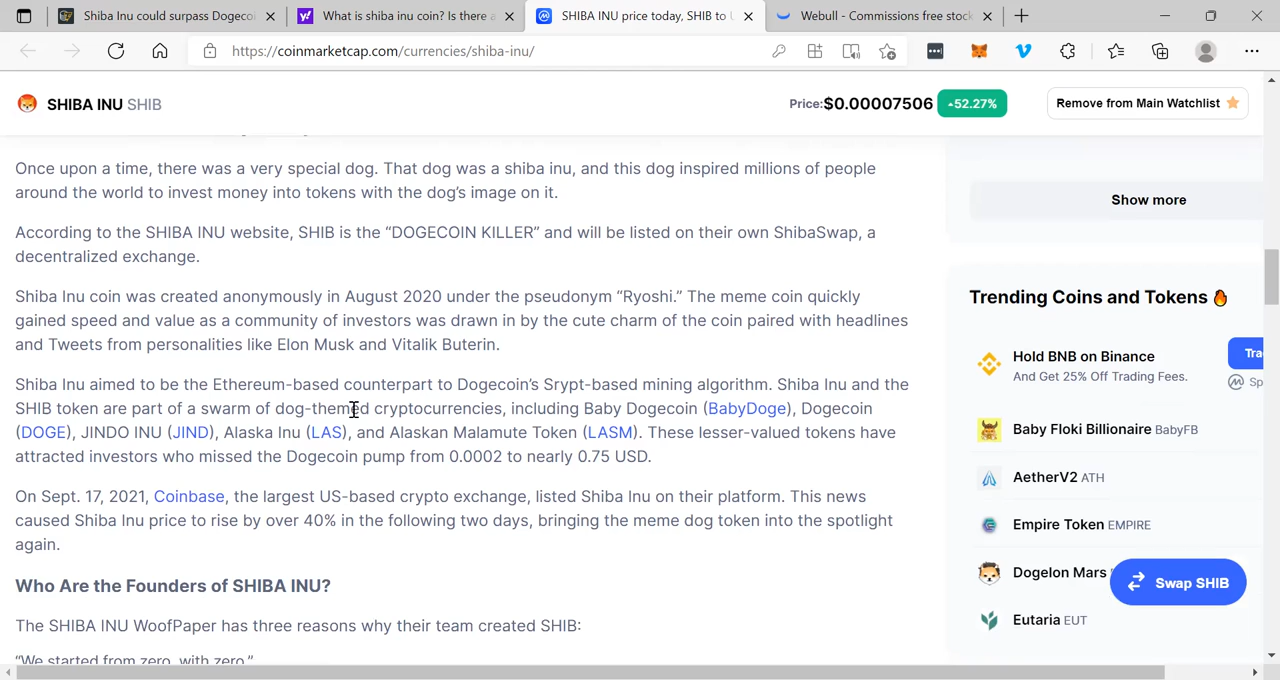 Shiba Inu could surpass Dogecoi
What is shiba inu coin? Is there a
SHIBA INU price today, SHIB to U
Webull - Commissions free stock
https://coinmarketcap.com/currencies/shiba-inu/
SHIBA INU SHIB
Price:$0.00007506
52.27%
Remove from Main Watchlist
Once upon a time, there was a very special dog. That dog was a shiba inu, and this dog inspired millions of people
around the world to invest money into tokens with the dog's image on it.
According to the SHIBA INU website, SHIB is the “DOGECOIN KILLER” and will be listed on their own ShibaSwap, a
decentralized exchange.
Shiba Inu coin was created anonymously in August 2020 under the pseudonym “Ryoshi.” The meme coin quickly
gained speed and value as a community of investors was drawn in by the cute charm of the coin paired with headlines
and Tweets from personalities like Elon Musk and Vitalik Buterin.
Shiba Inu aimed to be the Ethereum-based counterpart to Dogecoin's Srypt-based mining algorithm. Shiba Inu and the
SHIB token are part of a swarm of dog-themed cryptocurrencies, including Baby Dogecoin (BabyDoge), Dogecoin
(DOGE), JINDO INU (JIND), Alaska Inu (LAS), and Alaskan Malamute Token (LASM). These lesser-valued tokens have
attracted investors who missed the Dogecoin pump from 0.0002 to nearly 0.75 USD.
On Sept. 17, 2021, Coinbase, the largest US-based crypto exchange, listed Shiba Inu on their platform. This news
caused Shiba Inu price to rise by over 40% in the following two days, bringing the meme dog token into the spotlight
again.
Who Are the Founders of SHIBA INU?
The SHIBA INU WoofPaper has three reasons why their team created SHIB:
“We started from zero, with zero.”
Show more
Trending Coins and Tokens
Hold BNB on Binance
And Get 25% Off Trading Fees.
Tra
Sp
Baby Floki Billionaire BabyFB
AetherV2 ATH
Empire Token EMPIRE
Dogelon Mars
Swap SHIB
Eutaria EUT